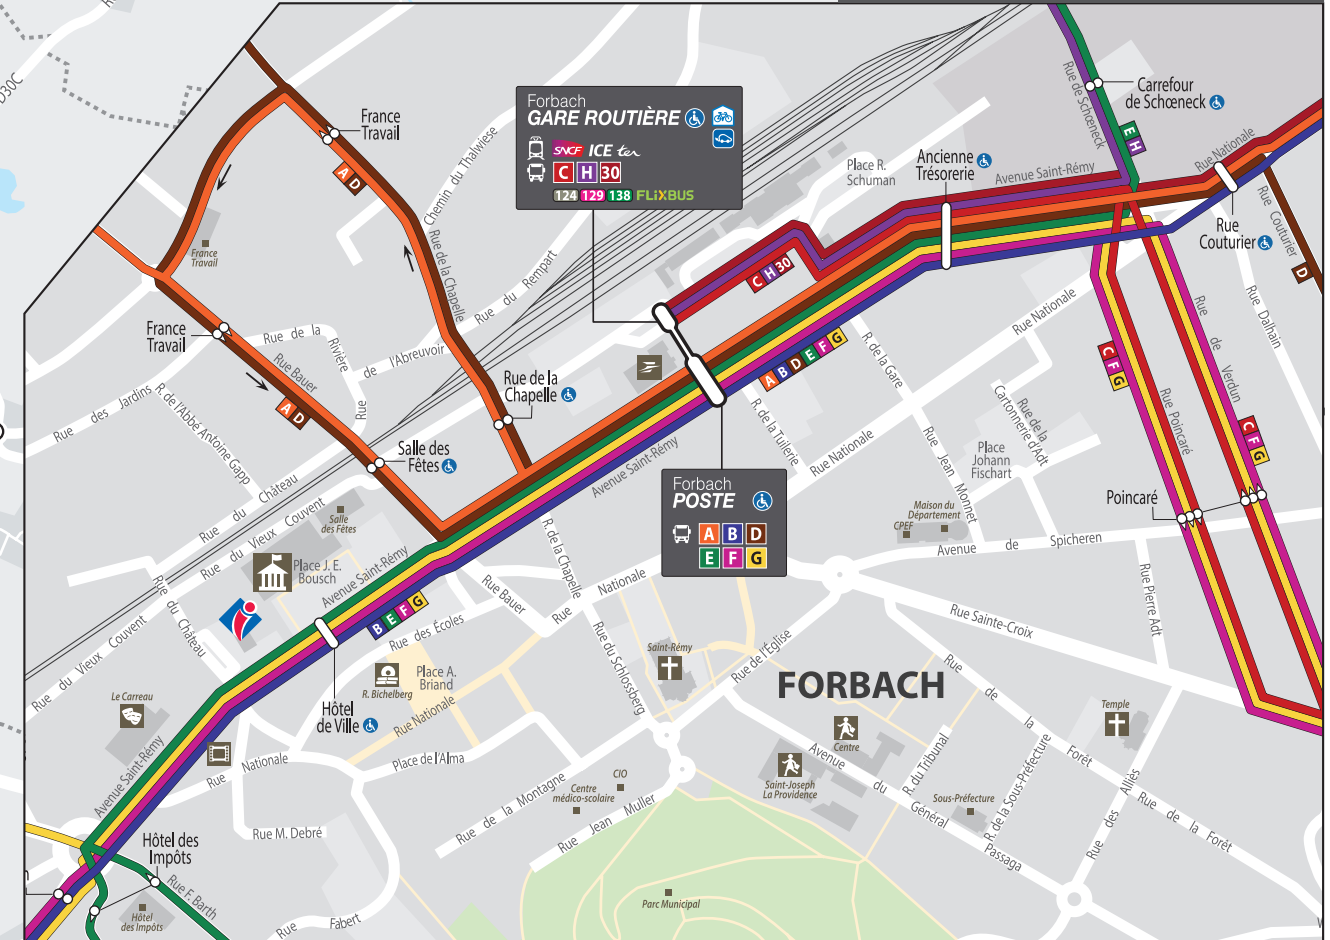 D30C
France
Travail
A D
Chemin du Thalwiese
Forbach
GARE ROUTIÈRE
SNCF ICE ter
C H 30
124 129 138 FLiXBUS
Place R.
Schuman
Ancienne
Trésorerie
Avenue Saint-Rémy
Rue de Schœneck
Carrefour
de Schœneck
E H
Rue Nationale
Rue
Couturier
Rue Couturier
D
France
Travail
Rue de la Chapelle
Rue du Rempart
C H 30
France
Travail
Rue de la
Rivière
Rue de l'Abreuvoir
Rue Bauer
A D
Rue des Jardins
R. de l'Abbé Antoine Gapp
Rue de la
Chapelle
Salle des
Fêtes
A B D E F G
R. de la Gare
Rue Nationale
Rue Dalhain
Rue de Verdun
C F G
Rue Poincaré
C F G
Poincaré
Rue de la
Cartonnerie d'Adt
Place
Johann
Fischart
Rue Jean Monnet
R. de la Tuilerie
Rue Nationale
Avenue Saint-Rémy
Forbach
POSTE
A B D
E F G
Maison du
Département
CPEF
Avenue de Spicheren
Rue Pierre Adt
Rue du Château
Rue du Vieux Couvent
Salle
des Fêtes
Place J. E.
Bousch
Avenue Saint-Rémy
B E F G
R. de la Chapelle
Rue Bauer
Rue Nationale
Rue des Écoles
Rue du Château
Rue du Vieux Couvent
Hôtel
de Ville
R. Bichelberg
Place A.
Briand
Rue Nationale
Rue du Schlossberg
Saint-Rémy
Rue de l'Église
FORBACH
Rue Sainte-Croix
Rue de la Forêt
Temple
Le Carreau
Avenue Saint-Rémy
Rue Nationale
Place de l'Alma
Rue M. Debré
Rue de la Montagne
CIO
Centre
médico-scolaire
Rue Jean Muller
Centre
Saint-Joseph
La Providence
Avenue du Général Passaga
R. du Tribunal
Sous-Préfecture
R. de la Sous-Préfecture
Rue des Alliés
Rue de la Forêt
Hôtel des
Impôts
Rue F. Barth
Hôtel
des Impôts
Rue Fabert
Parc Municipal